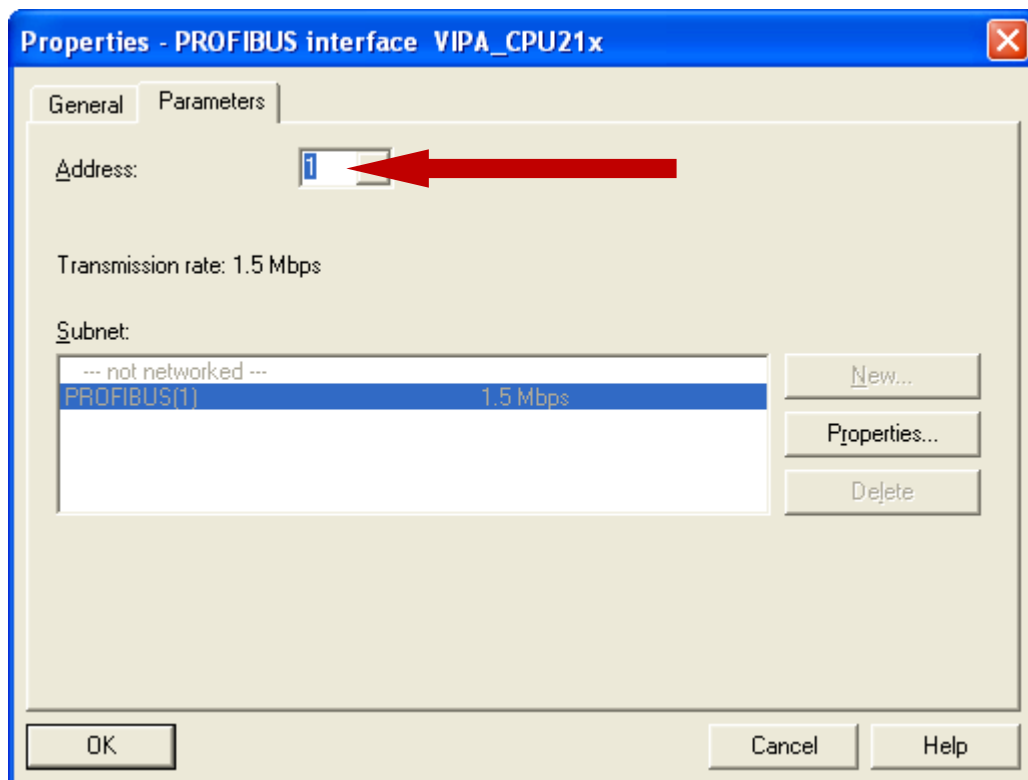 Properties - PROFIBUS interface VIPA_CPU21x
General Parameters
Address: 1
Transmission rate: 1.5 Mbps
Subnet:
--- not networked ---
PROFIBUS(1) 1.5 Mbps
New...
Properties...
Delete
OK Cancel Help